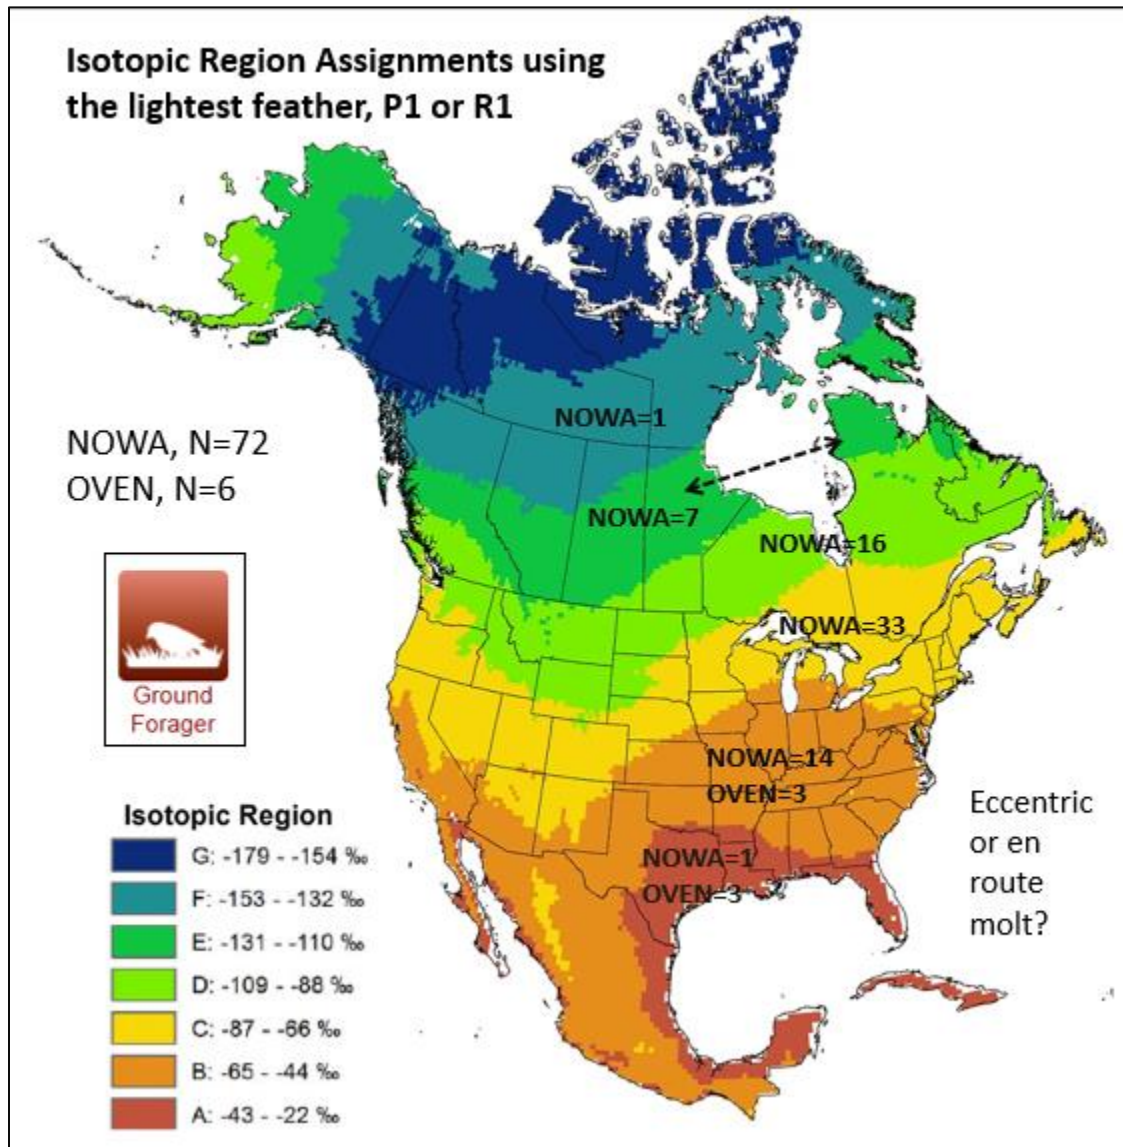 Isotopic Region Assignments using
the lightest feather, P1 or R1
NOWA=1
NOWA, N=72
OVEN, N=6
NOWA=7
NOWA=16
NOWA=33
Ground
Forager
NOWA=14
OVEN=3
NOWA=1
OVEN=3
Eccentric
or en
route
molt?
Isotopic Region
G: -179 - -154 ‰
F: -153 - -132 ‰
E: -131 - -110 ‰
D: -109 - -88 ‰
C: -87 - -66 ‰
B: -65 - -44 ‰
A: -43 - -22 ‰